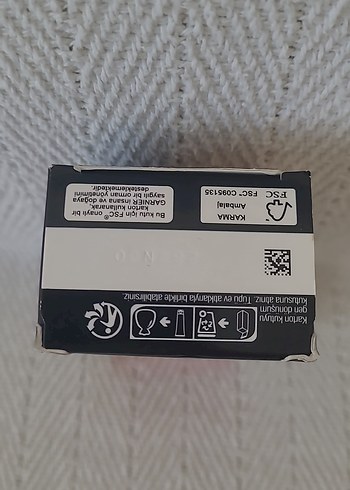 Karton kutuyu
geri dönüşüm
kutusuna atınız. Tüpü ev atıklarıyla birlikte atabilirsiniz.
FSC
KARMA
Ambalaj
FSC™ C095135
Bu kutu için FSC® onaylı bir
karton kullanarak,
GARNIER insana ve doğaya
saygılı bir orman yönetimini
desteklemektedir.